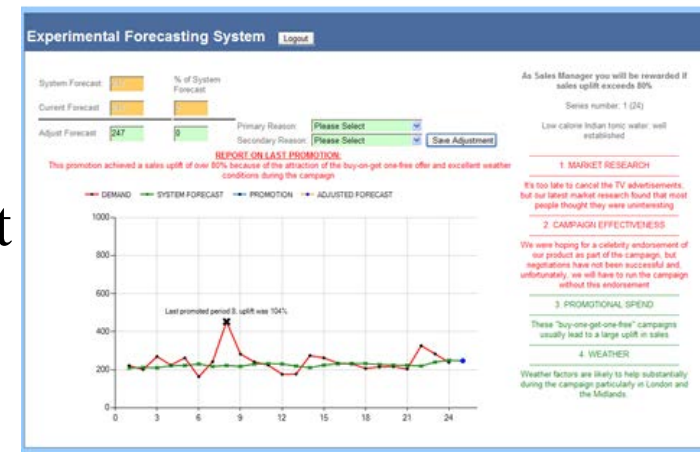 Experimental Forecasting System Logout
System Forecast
% of System
Forecast
Current Forecast
Adjust Forecast 247 0
Primary Reason: Please Select
Secondary Reason: Please Select Save Adjustment
REPORT ON LAST PROMOTION:
This promotion achieved a sales uplift of over 80% because of the attraction of the buy-on-get one-free offer and excellent weather
conditions during the campaign
DEMAND SYSTEM FORECAST PROMOTION ADJUSTED FORECAST
1000
800
600
400
200
0
Last promoted period 8. uplift was 104%
0 3 6 9 12 15 18 21 24
As Sales Manager you will be rewarded if
sales uplift exceeds 80%
Series number: 1 (24)
Low calorie Indian tonic water: well
established
1. MARKET RESEARCH
It's too late to cancel the TV advertisements;
but our latest market research found that most
people thought they were uninteresting
2. CAMPAIGN EFFECTIVENESS
We were hoping for a celebrity endorsement of
our product as part of the campaign, but
negotiations have not been successful and,
unfortunately, we will have to run the campaign
without this endorsement
3. PROMOTIONAL SPEND
These "buy-one-get-one-free" campaigns
usually lead to a large uplift in sales
4. WEATHER
Weather factors are likely to help substantially
during the campaign particularly in London and
the Midlands.
t